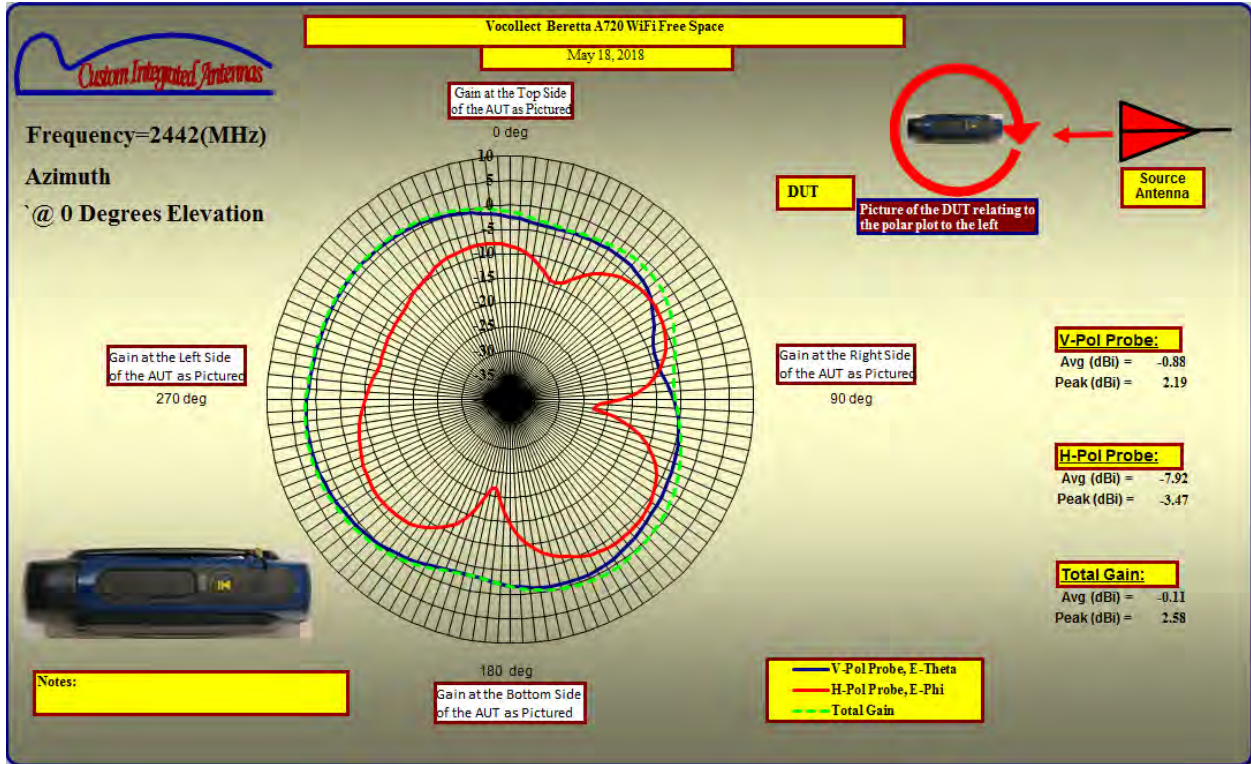 Vocollect Beretta A720 WiFi Free Space
May 18, 2018
Custom Integrated Antennas
Frequency=2442(MHz)
Azimuth
`@ 0 Degrees Elevation
Gain at the Top Side
of the AUT as Pictured
0 deg
10
5
0
-5
-10
-15
-20
-25
-30
-35
DUT
Picture of the DUT relating to
the polar plot to the left
Source
Antenna
Gain at the Left Side
of the AUT as Pictured
270 deg
Gain at the Right Side
of the AUT as Pictured
90 deg
V-Pol Probe:
Avg (dBi) = -0.88
Peak (dBi) = 2.19
H-Pol Probe:
Avg (dBi) = -7.92
Peak (dBi) = -3.47
Total Gain:
Avg (dBi) = -0.11
Peak (dBi) = 2.58
180 deg
Gain at the Bottom Side
of the AUT as Pictured
Notes:
V-Pol Probe, E-Theta
H-Pol Probe, E-Phi
Total Gain